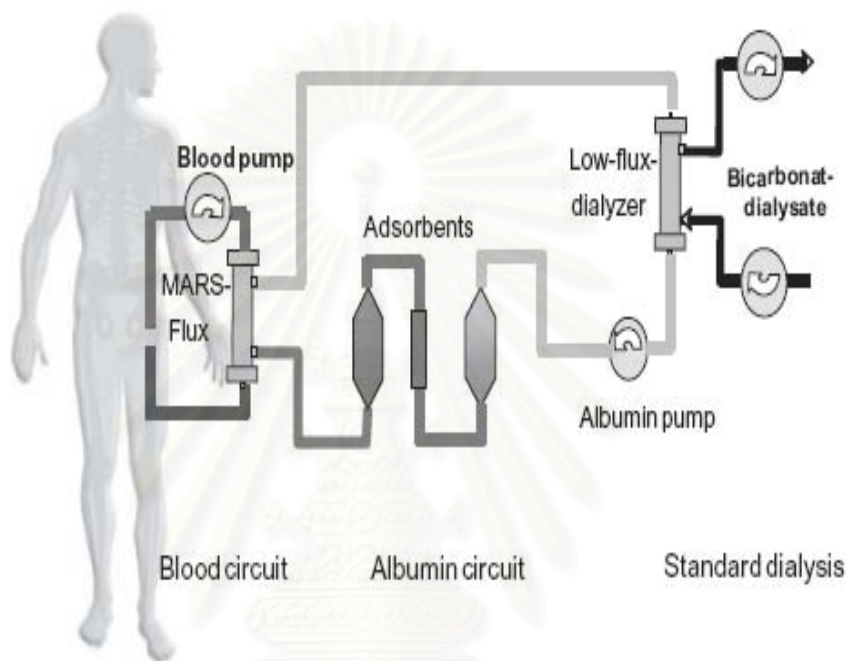 Blood pump
MARS-
Flux
Adsorbents
Low-flux-
dialyzer
Bicarbonat-
dialysate
Albumin pump
Blood circuit
Albumin circuit
Standard dialysis